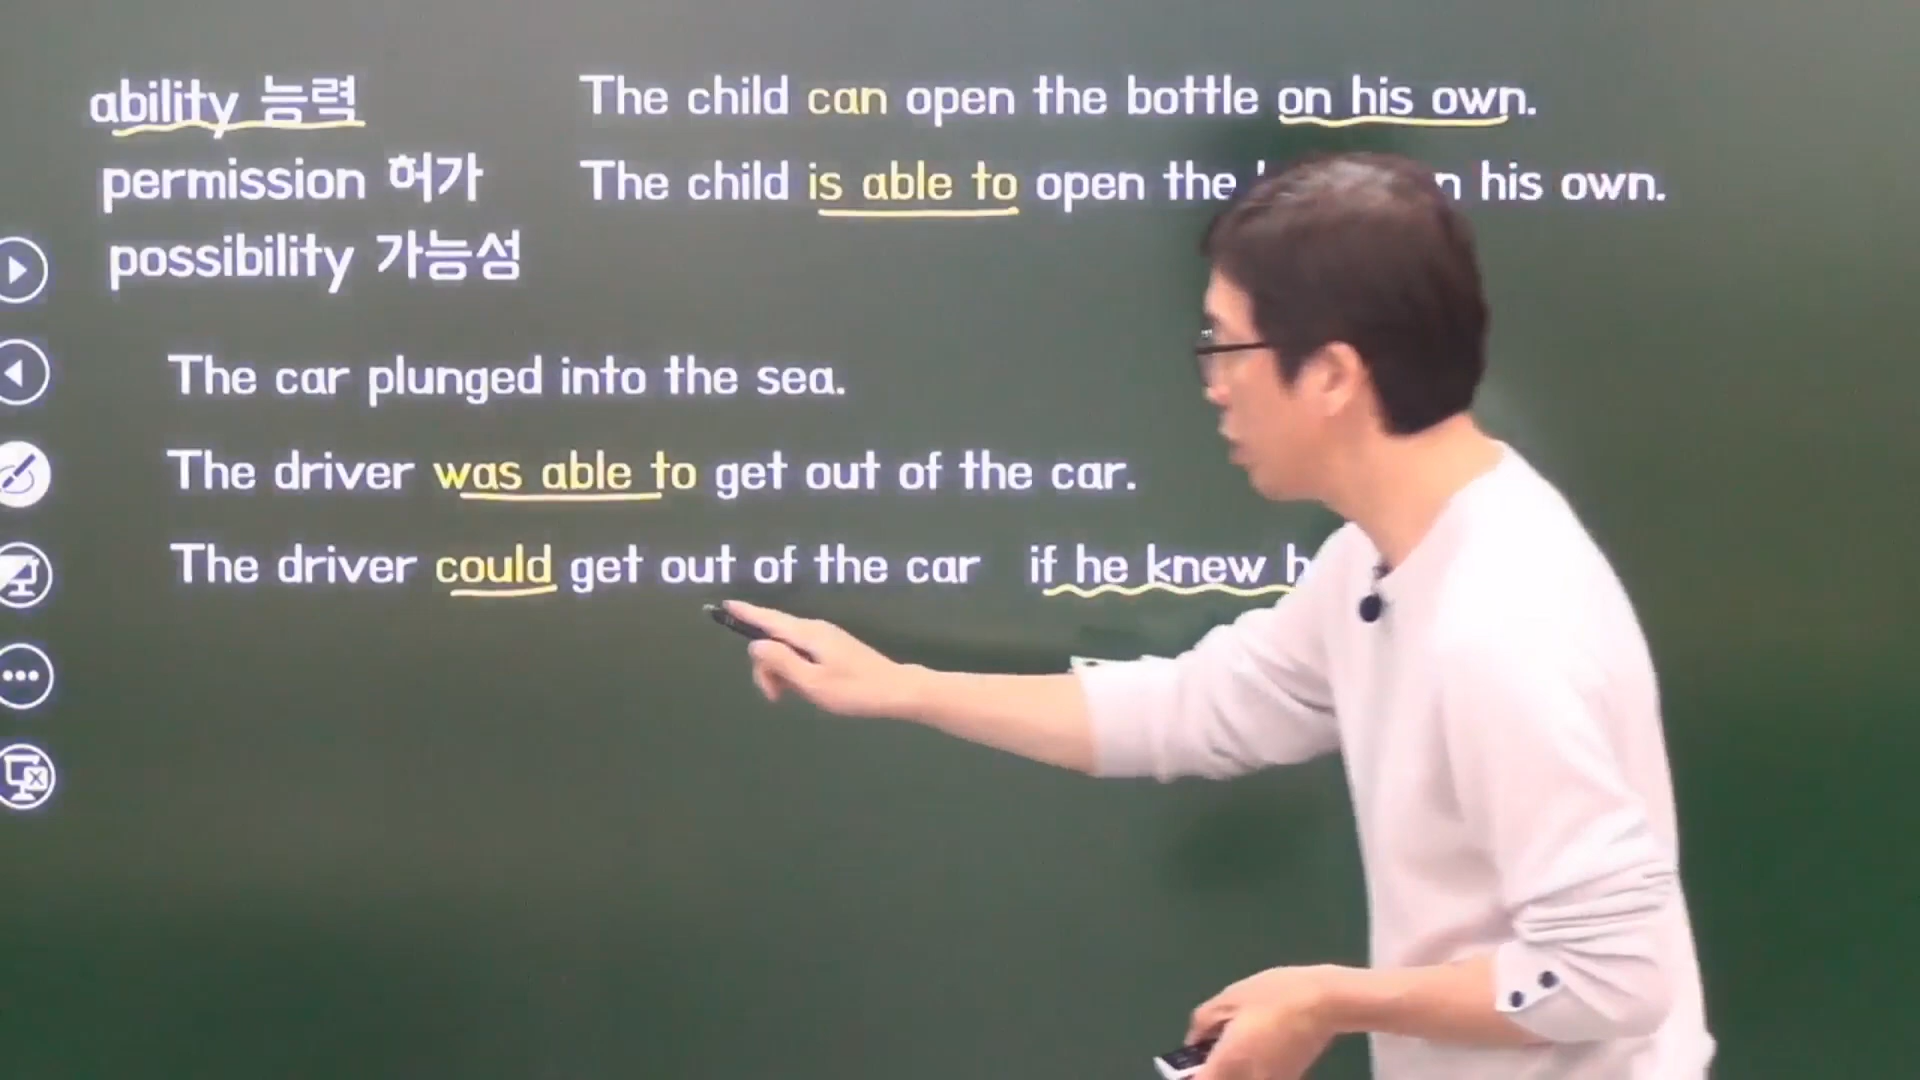 ability 능력
The child can open the bottle on his own.
permission 허가
The child is able to open the n his own.
possibility 가능성
The car plunged into the sea.
The driver was able to get out of the car.
The driver could get out of the car if he knew h